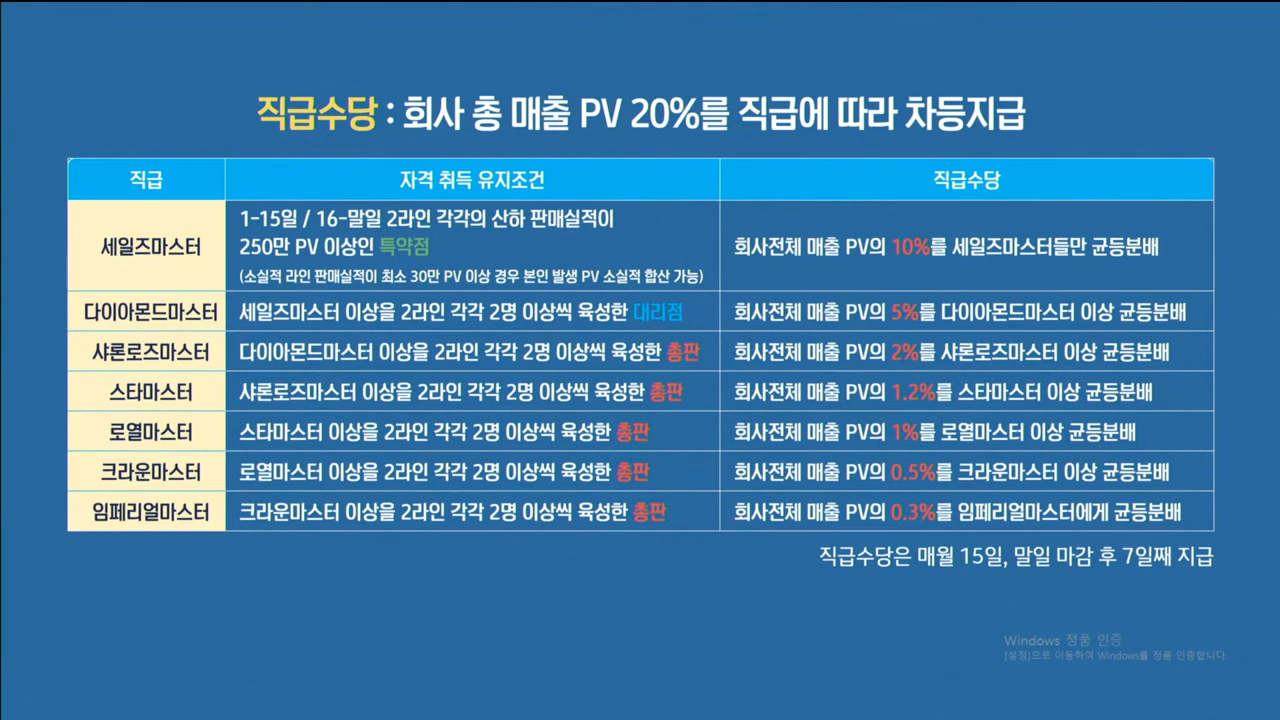 직급수당 : 회사 총 매출 PV 20%를 직급에 따라 차등지급
직급
자격 취득 유지조건
직급수당
세일즈마스터
1-15일 / 16-말일 2라인 각각의 산하 판매실적이
250만 PV 이상인 특약점
(소실적 라인 판매실적이 최소 30만 PV 이상 경우 본인 발생 PV 소실적 합산 가능)
회사전체 매출 PV의 10%를 세일즈마스터들만 균등분배
다이아몬드마스터
세일즈마스터 이상을 2라인 각각 2명 이상씩 육성한 대리점
회사전체 매출 PV의 5%를 다이아몬드마스터 이상 균등분배
샤론로즈마스터
다이아몬드마스터 이상을 2라인 각각 2명 이상씩 육성한 총판
회사전체 매출 PV의 2%를 샤론로즈마스터 이상 균등분배
스타마스터
샤론로즈마스터 이상을 2라인 각각 2명 이상씩 육성한 총판
회사전체 매출 PV의 1.2%를 스타마스터 이상 균등분배
로열마스터
스타마스터 이상을 2라인 각각 2명 이상씩 육성한 총판
회사전체 매출 PV의 1%를 로열마스터 이상 균등분배
크라운마스터
로열마스터 이상을 2라인 각각 2명 이상씩 육성한 총판
회사전체 매출 PV의 0.5%를 크라운마스터 이상 균등분배
임페리얼마스터
크라운마스터 이상을 2라인 각각 2명 이상씩 육성한 총판
회사전체 매출 PV의 0.3%를 임페리얼마스터에게 균등분배
직급수당은 매월 15일, 말일 마감 후 7일째 지급
Windows 정품 인증
[설정]으로 이동하여 Windows를 정품 인증합니다.